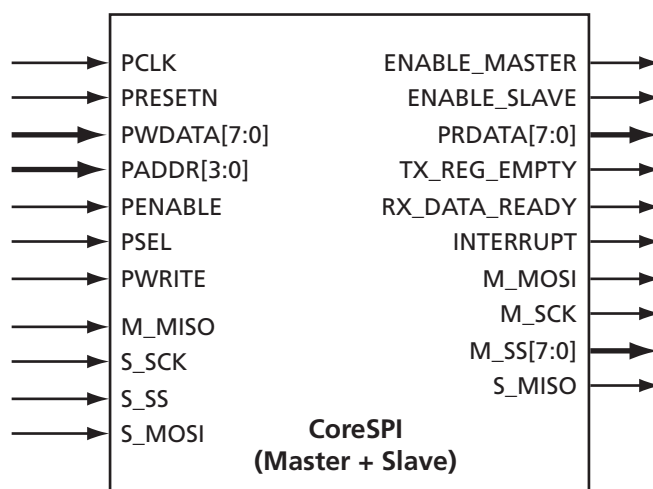 PCLK
PRESETN
PWDATA[7:0]
PADDR[3:0]
PENABLE
PSEL
PWRITE
M_MISO
S_SCK
S_SS
S_MOSI
ENABLE_MASTER
ENABLE_SLAVE
PRDATA[7:0]
TX_REG_EMPTY
RX_DATA_READY
INTERRUPT
M_MOSI
M_SCK
M_SS[7:0]
S_MISO
CoreSPI
(Master + Slave)